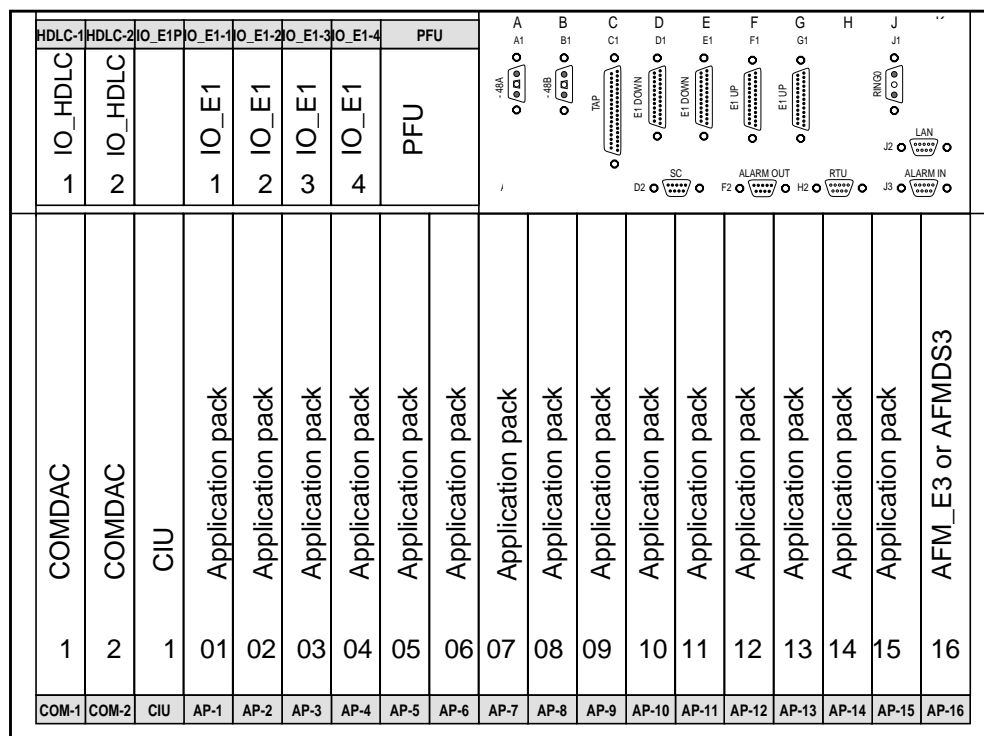 HDLC-1 HDLC-2 IO_E1P IO_E1-1 IO_E1-2 IO_E1-3 IO_E1-4 PFU
IO_HDLC IO_HDLC IO_E1 IO_E1 IO_E1 IO_E1 PFU
1 2 1 2 3 4
A B C D E F G H J
A1 B1 C1 D1 E1 F1 G1 J1
- 48A - 48B TAP E1 DOWN E1 DOWN E1 UP E1 UP RING0
LAN
J2
SC ALARM OUT RTU ALARM IN
D2 F2 H2 J3
COMDAC COMDAC CIU Application pack Application pack Application pack Application pack Application pack Application pack Application pack Application pack Application pack Application pack Application pack Application pack Application pack Application pack Application pack AFM_E3 or AFMDS3
1 2 1 01 02 03 04 05 06 07 08 09 10 11 12 13 14 15 16
COM-1 COM-2 CIU AP-1 AP-2 AP-3 AP-4 AP-5 AP-6 AP-7 AP-8 AP-9 AP-10 AP-11 AP-12 AP-13 AP-14 AP-15 AP-16